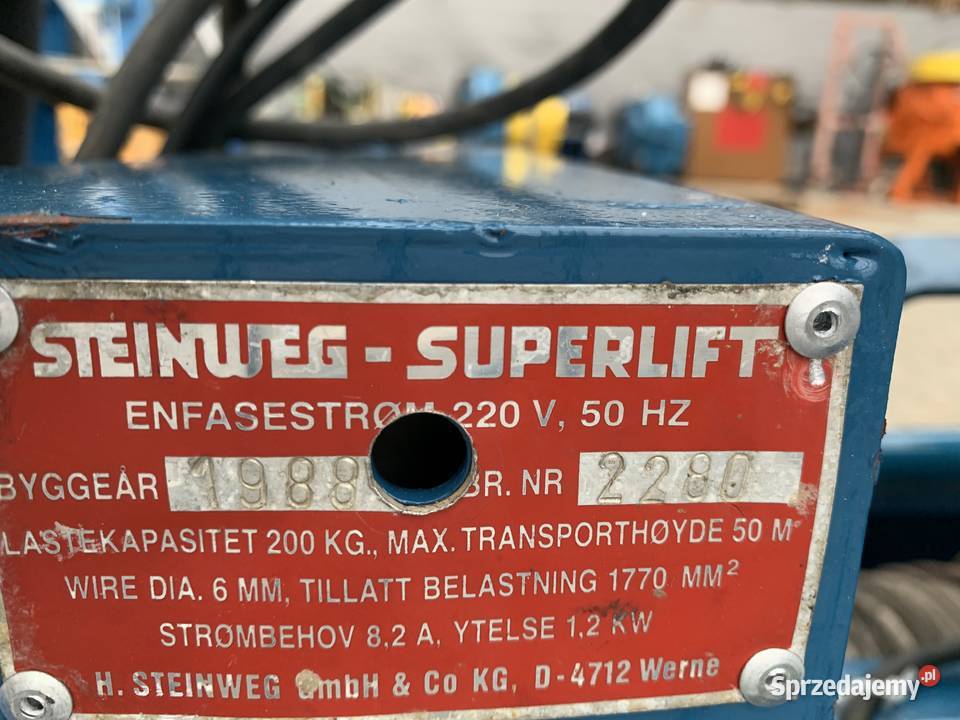 STEINWEG - SUPERLIFT
ENFASESTRØM 220 V, 50 HZ
BYGGEÅR 1988 BR. NR 2280
LASTEKAPASITET 200 KG., MAX. TRANSPORTHØYDE 50 M
WIRE DIA. 6 MM, TILLATT BELASTNING 1770 MM²
STRØMBEHOV 8,2 A, YTELSE 1,2 KW
H. STEINWEG GmbH & Co KG, D-4712 Werne
Sprzedajemy.pl